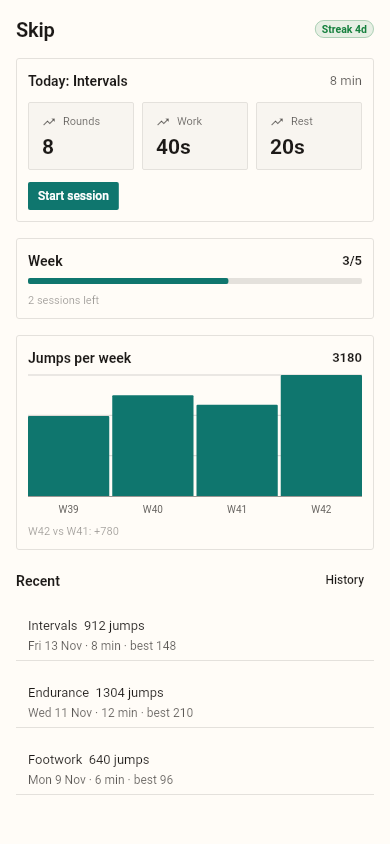 Skip
Streak 4d
Today: Intervals
8 min
Rounds
8
Work
40s
Rest
20s
Start session
Week
3/5
2 sessions left
Jumps per week
3180
W39
W40
W41
W42
W42 vs W41: +780
Recent
History
Intervals 912 jumps
Fri 13 Nov · 8 min · best 148
Endurance 1304 jumps
Wed 11 Nov · 12 min · best 210
Footwork 640 jumps
Mon 9 Nov · 6 min · best 96